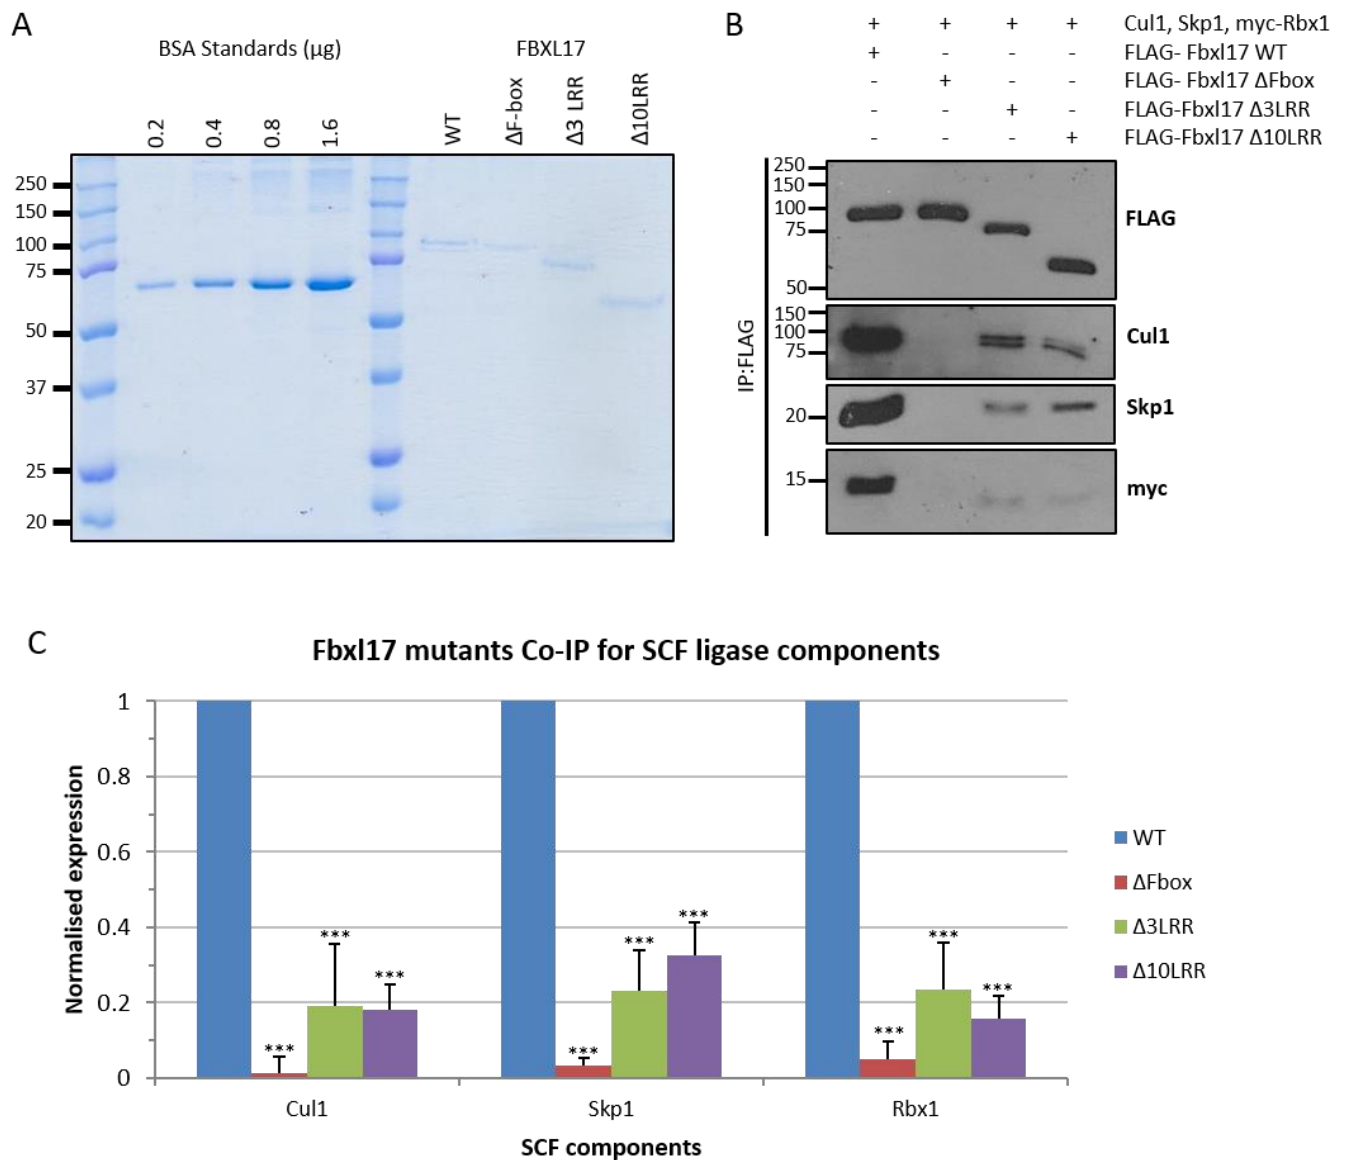 A
BSA Standards (µg)
FBXL17
0.2 0.4 0.8 1.6 WT ΔF-box Δ3 LRR Δ10LRR
250
150
100
75
50
37
25
20
B
+ + + + Cul1, Skp1, myc-Rbx1
+ - - - FLAG- Fbxl17 WT
- + - - FLAG- Fbxl17 ΔFbox
- - + - FLAG-Fbxl17 Δ3LRR
- - - + FLAG-Fbxl17 Δ10LRR
IP:FLAG
250
150
100
75
50
FLAG
150
100
75
Cul1
20
Skp1
15
myc
C
Fbxl17 mutants Co-IP for SCF ligase components
Normalised expression
1
0.8
0.6
0.4
0.2
0
*** *** ***
*** *** ***
*** *** ***
Cul1 Skp1 Rbx1
SCF components
WT
ΔFbox
Δ3LRR
Δ10LRR